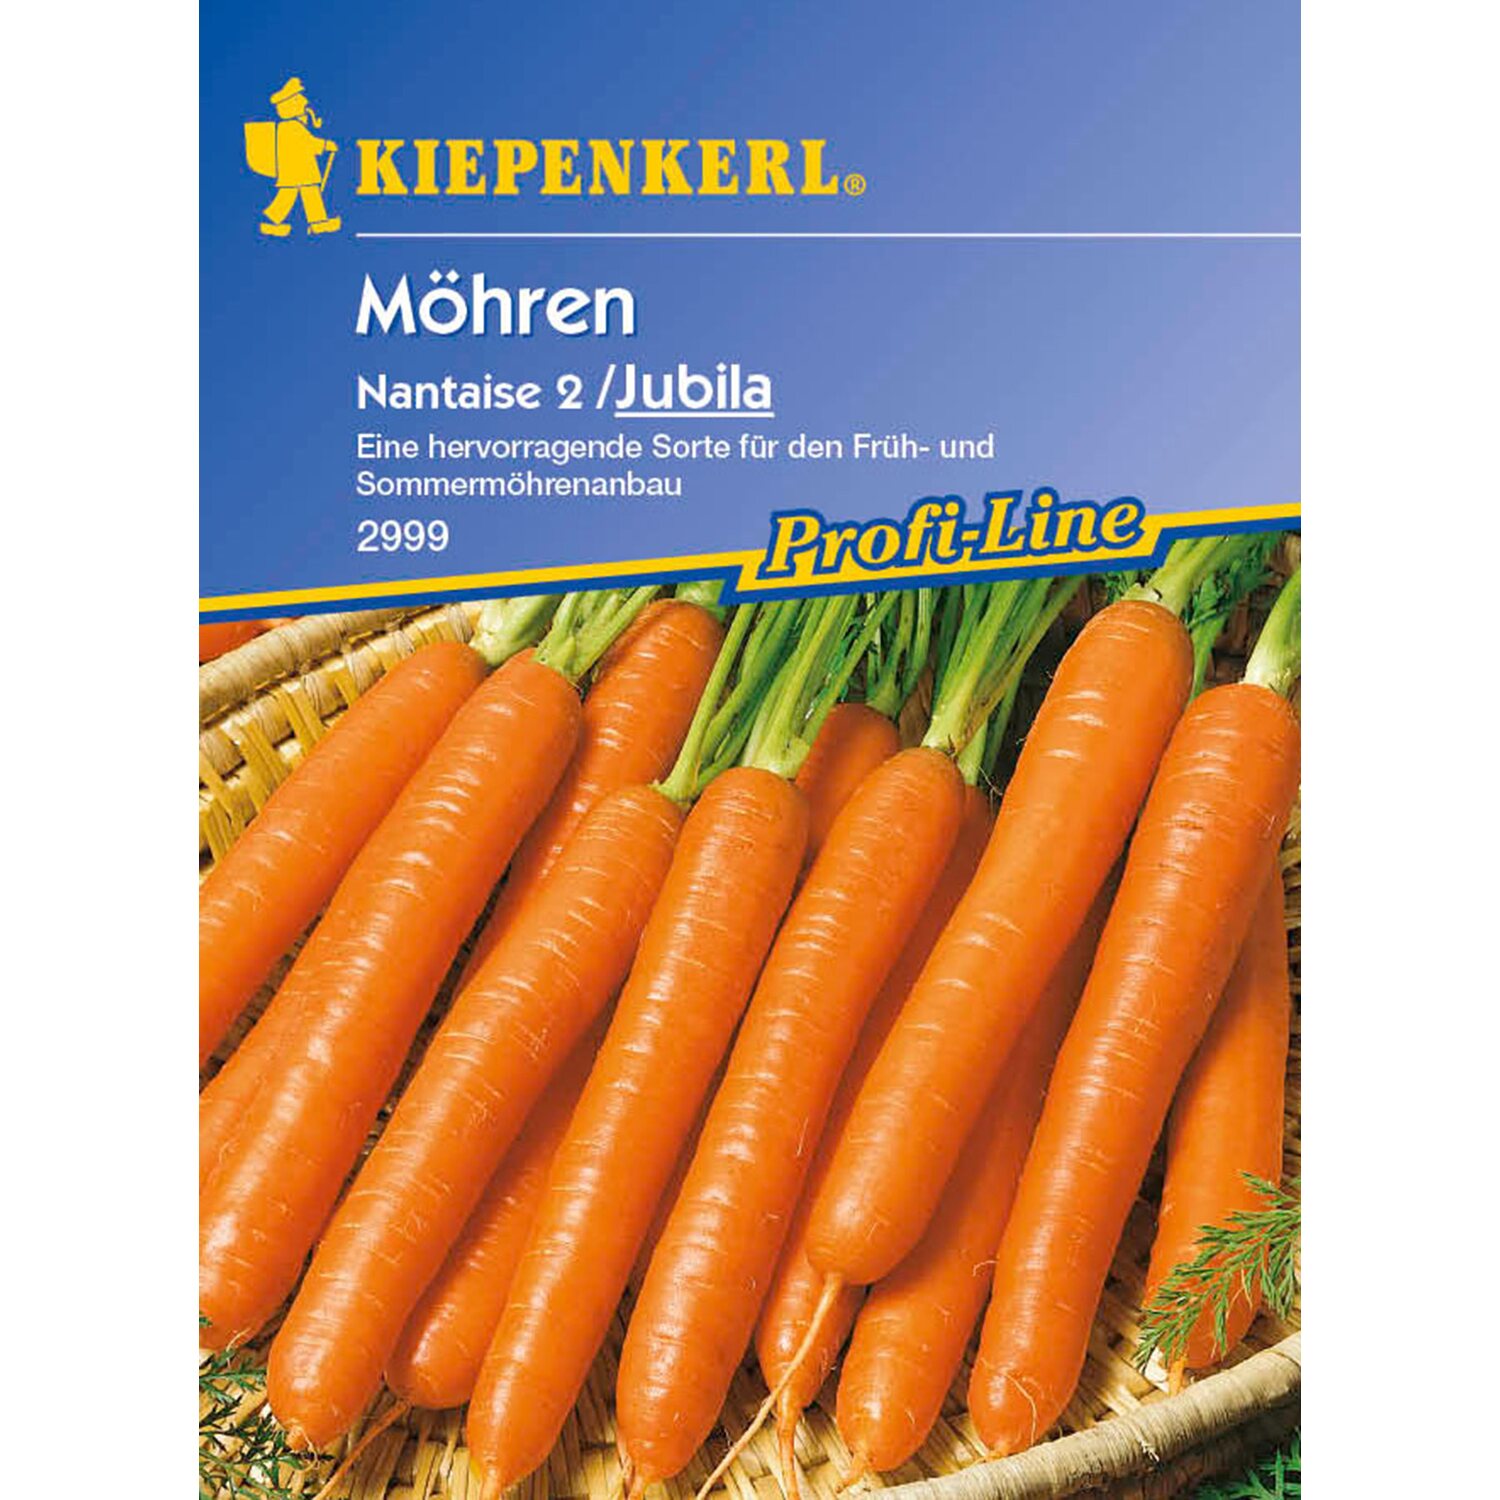 KIEPENKERL®
Möhren
Nantaise 2 /Jubila
Eine hervorragende Sorte für den Früh- und
Sommermöhrenanbau
2999
Profi-Line